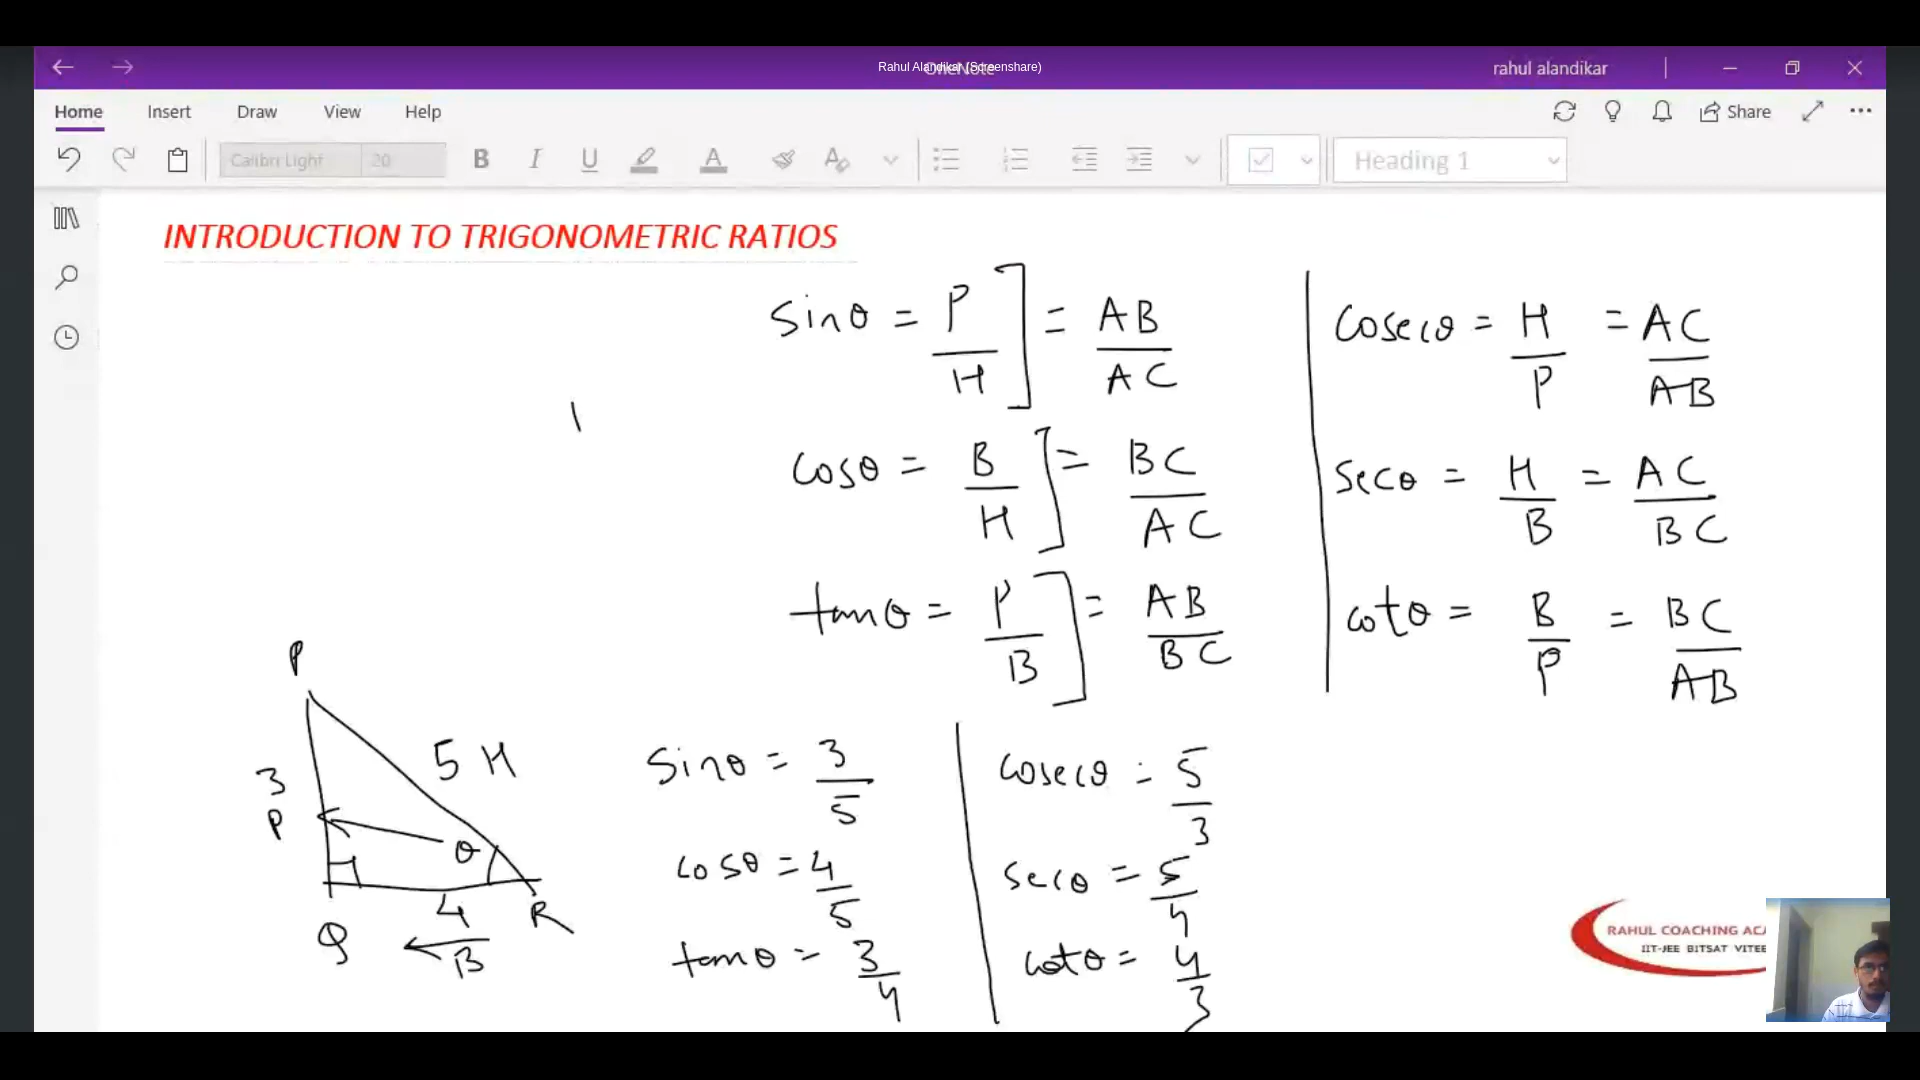 Rahul Alandikar (Screenshare)
OneNote
rahul alandikar
Home Insert Draw View Help
Share
Calibri Light 20
B I U A
Heading 1
INTRODUCTION TO TRIGONOMETRIC RATIOS
sinθ = P/H = AB/AC
cosecθ = H/P = AC/AB
cosθ = B/H = BC/AC
secθ = H/B = AC/BC
tanθ = P/B = AB/BC
cotθ = B/P = BC/AB
P
5 H
3
P
θ
4
Q
R
B
sinθ = 3/5
cosecθ = 5/3
cosθ = 4/5
secθ = 5/4
tanθ = 3/4
cotθ = 4/3
RAHUL COACHING
IIT-JEE BITSAT